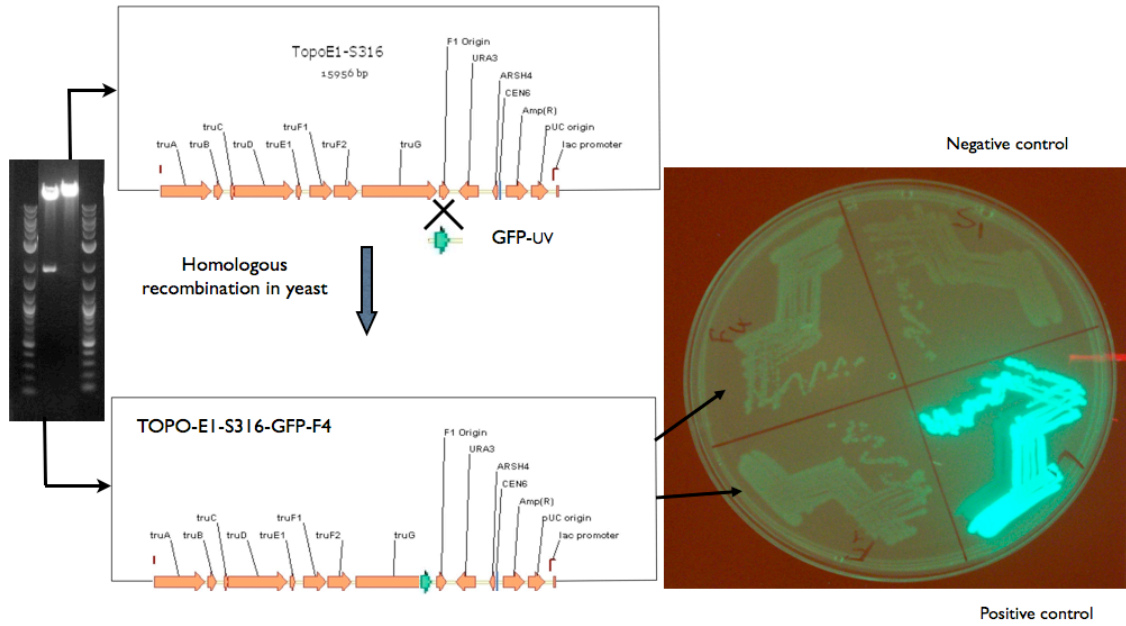 F1 Origin
TopoE1-S316
URA3
15956 bp
ARSH4
CEN6
Amp(R)
truF1
pUC origin
truC
truA
truB
truD
truE1
truF2
truG
lac promoter
Negative control
GFP-UV
Homologous
recombination in yeast
S1
F4
TOPO-E1-S316-GFP-F4
F1 Origin
URA3
ARSH4
CEN6
Amp(R)
truF1
pUC origin
truC
truA
truB
truD
truE1
truF2
truG
lac promoter
Positive control